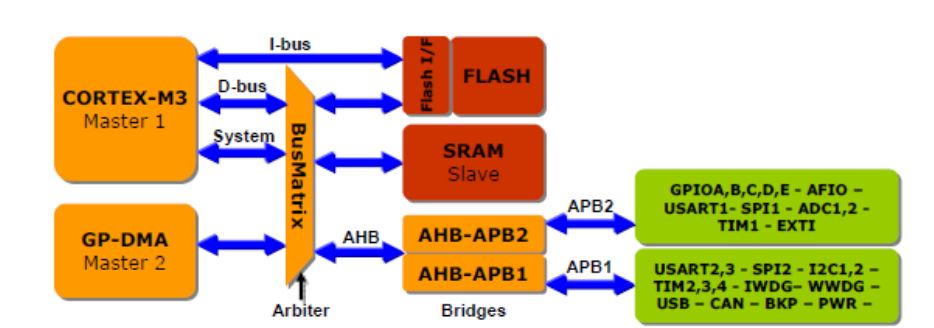 I-bus
CORTEX-M3
Master 1
D-bus
System
BusMatrix
Flash I/F
FLASH
SRAM
Slave
GP-DMA
Master 2
AHB
AHB-APB2
AHB-APB1
Arbiter
Bridges
APB2
GPIOA,B,C,D,E - AFIO –
USART1- SPI1 - ADC1,2 -
TIM1 - EXTI
APB1
USART2,3 - SPI2 - I2C1,2 –
TIM2,3,4 - IWDG– WWDG –
USB – CAN – BKP – PWR –